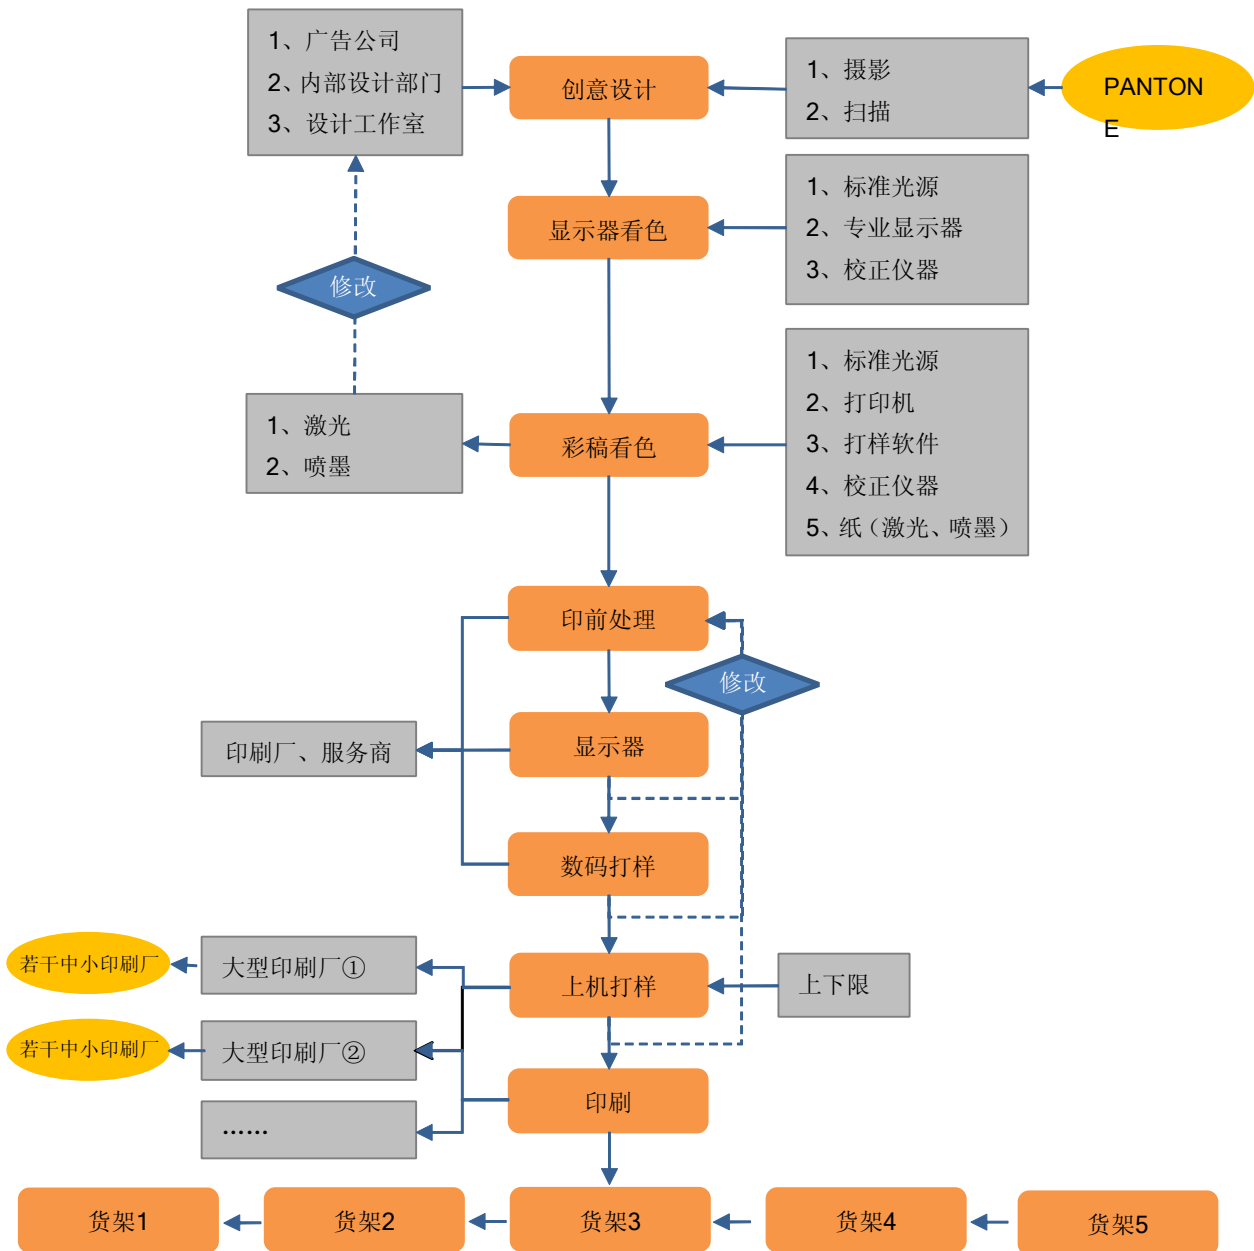 1、广告公司
2、内部设计部门
3、设计工作室
创意设计
1、摄影
2、扫描
PANTON
E
显示器看色
1、标准光源
2、专业显示器
3、校正仪器
修改
1、激光
2、喷墨
彩稿看色
1、标准光源
2、打印机
3、打样软件
4、校正仪器
5、纸（激光、喷墨）
印前处理
修改
印刷厂、服务商
显示器
数码打样
若干中小印刷厂
大型印刷厂①
上机打样
上下限
若干中小印刷厂
大型印刷厂②
印刷
……
货架1
货架2
货架3
货架4
货架5